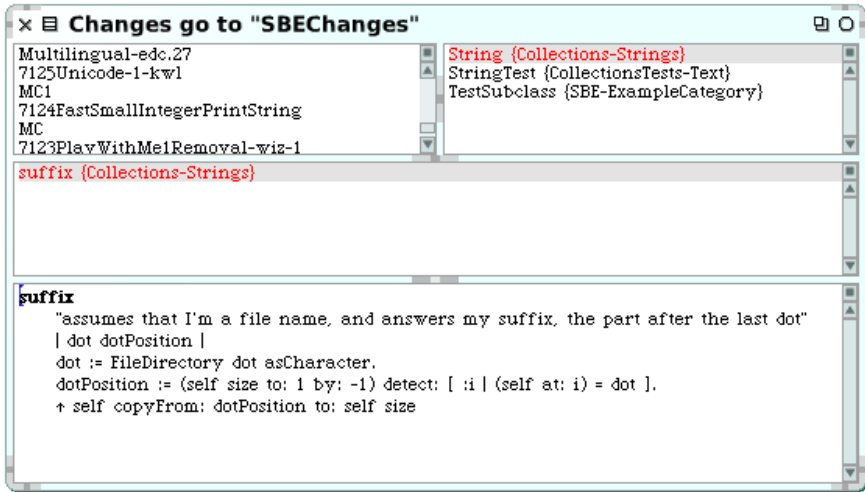 Changes go to "SBEChanges"
Multilingual-edc.27
7125Unicode-1-kwl
MC1
7124FastSmallIntegerPrintString
MC
7123PlayWithMe1Removal-wiz-1
String {Collections-Strings}
StringTest {CollectionsTests-Text}
TestSubclass {SBE-ExampleCategory}
suffix {Collections-Strings}
suffix
"assumes that I'm a file name, and answers my suffix, the part after the last dot"
| dot dotPosition |
dot := FileDirectory dot asCharacter.
dotPosition := (self size to: 1 by: -1) detect: [ :i | (self at: i) = dot ].
↑ self copyFrom: dotPosition to: self size